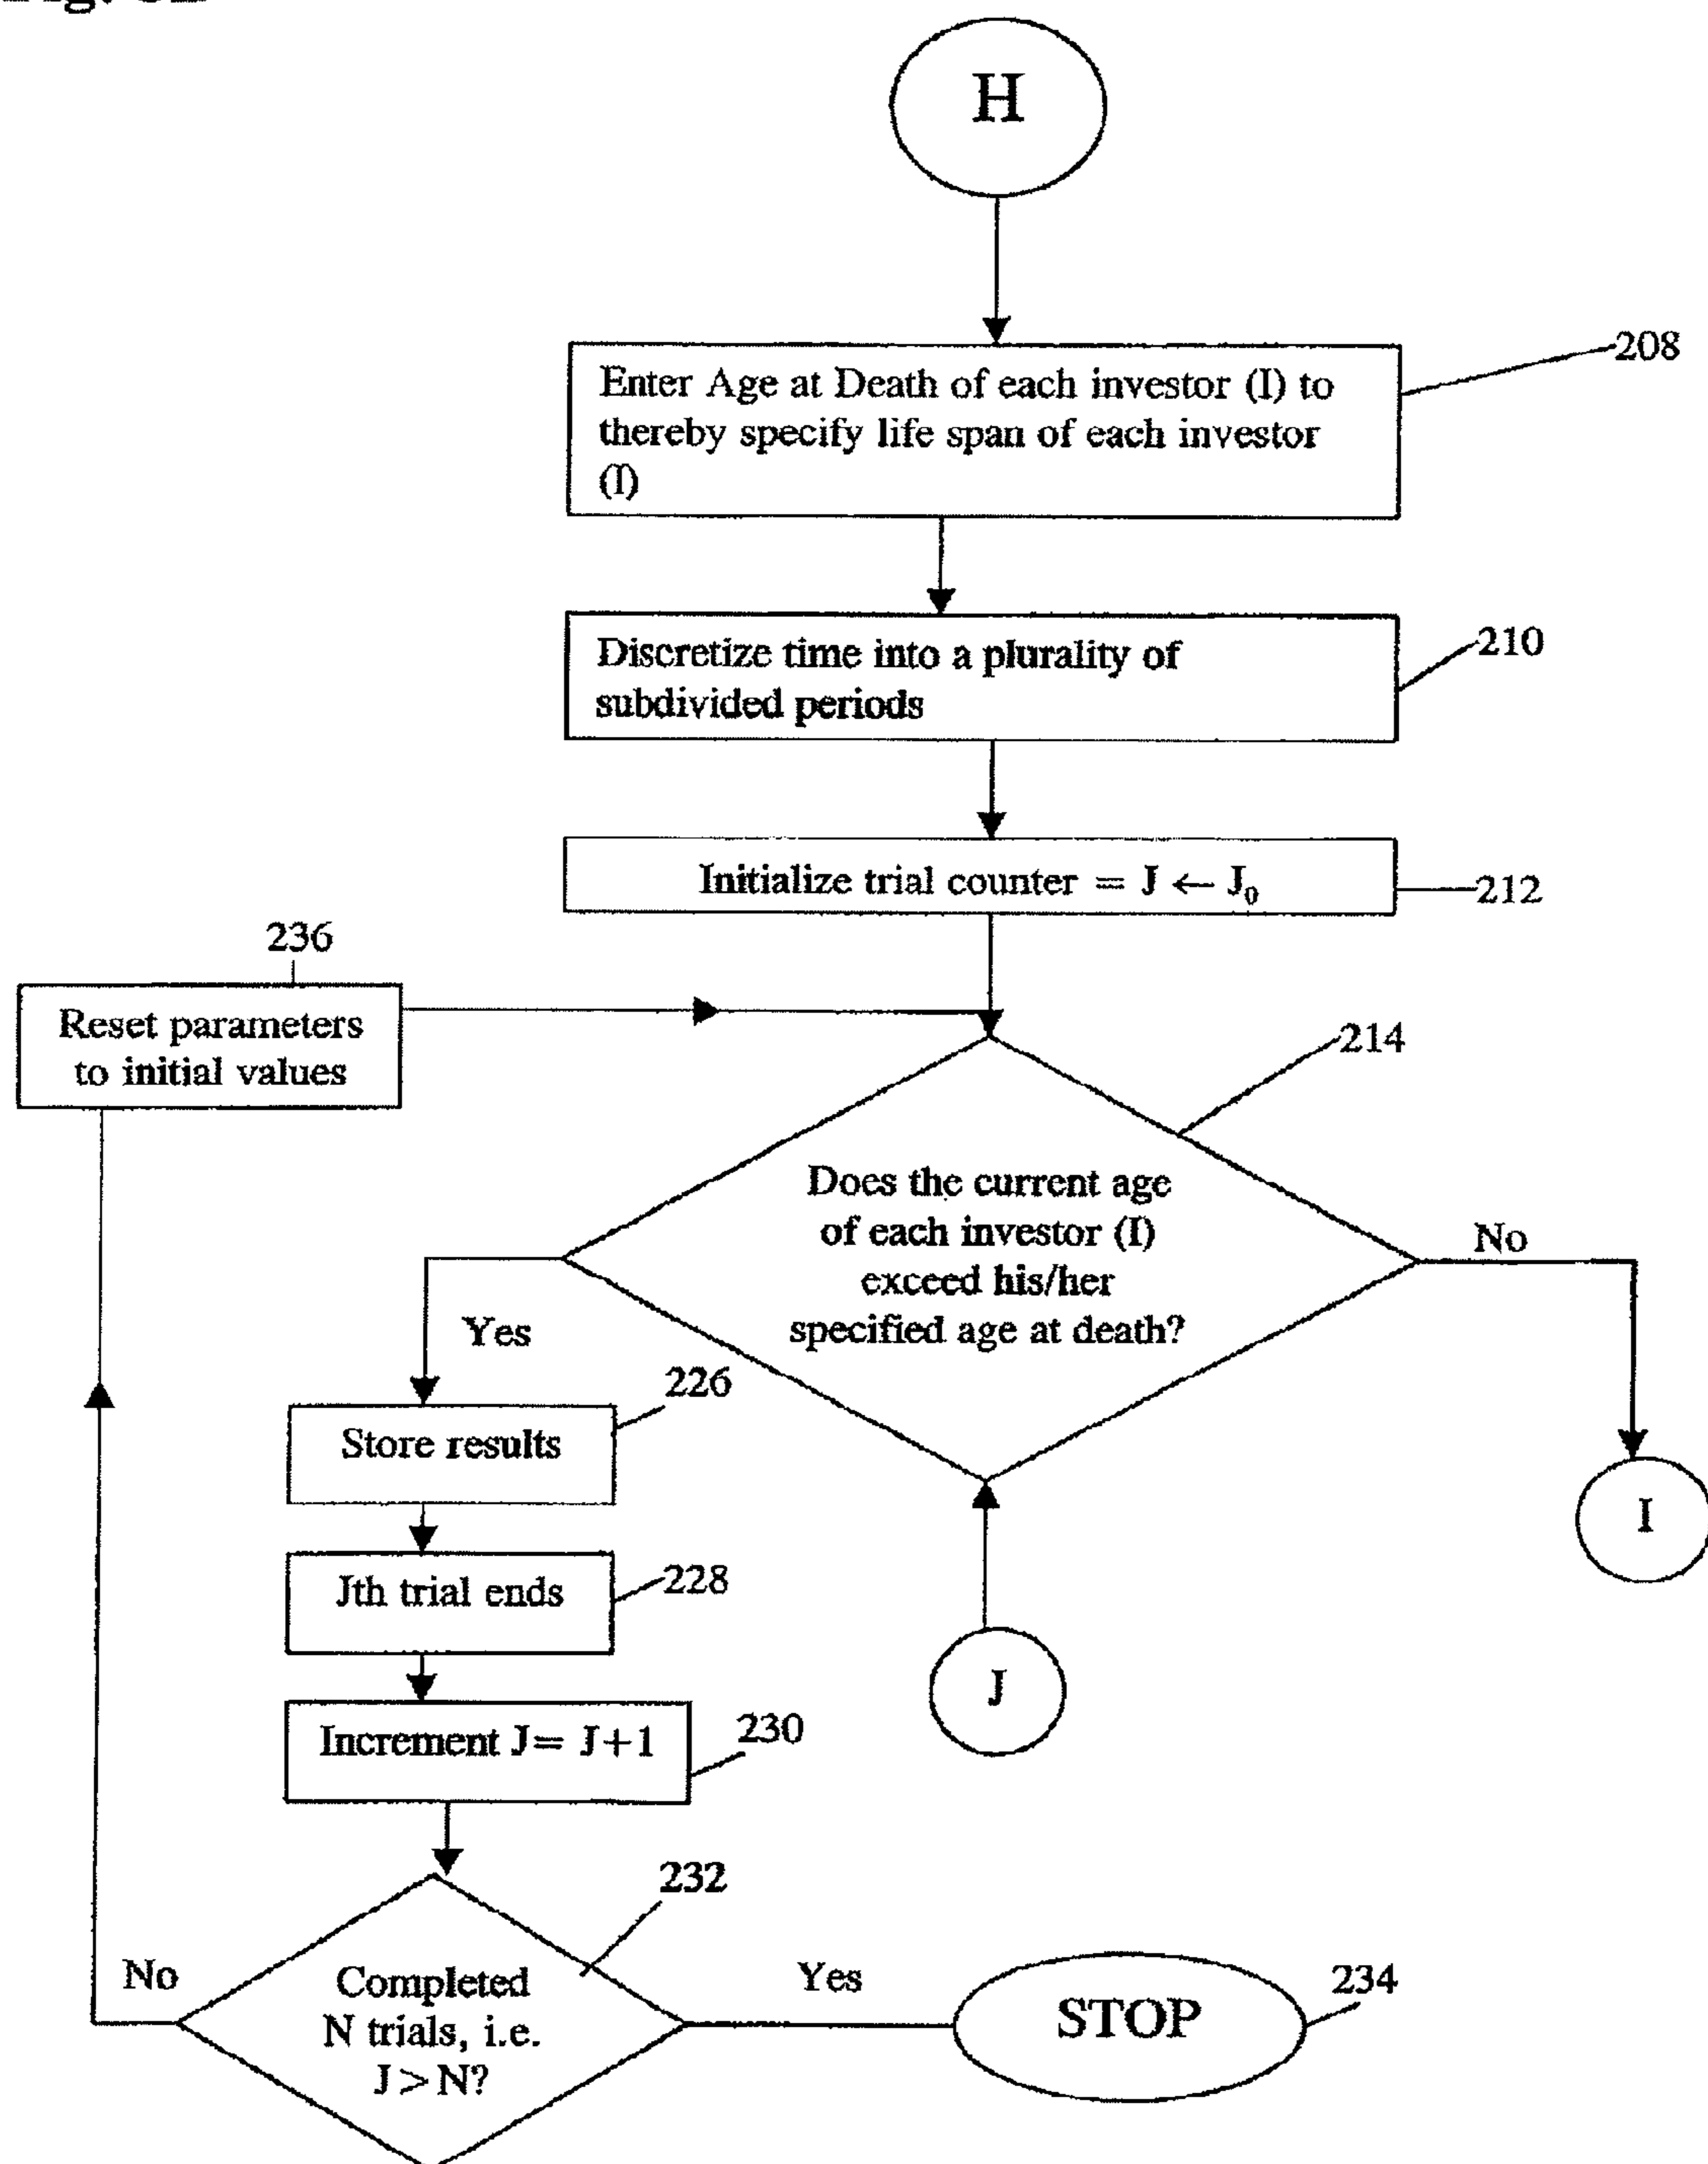 H
208
Enter Age at Death of each investor (I) to
thereby specify life span of each investor
(I)
210
Discretize time into a plurality of
subdivided periods
Initialize trial counter = J ← J₀
212
236
Reset parameters
to initial values
214
Does the current age
of each investor (I)
exceed his/her
specified age at death?
No
Yes
226
Store results
I
Jth trial ends
228
J
Increment J= J+1
230
232
No
Completed
N trials, i.e.
J > N?
Yes
STOP
234